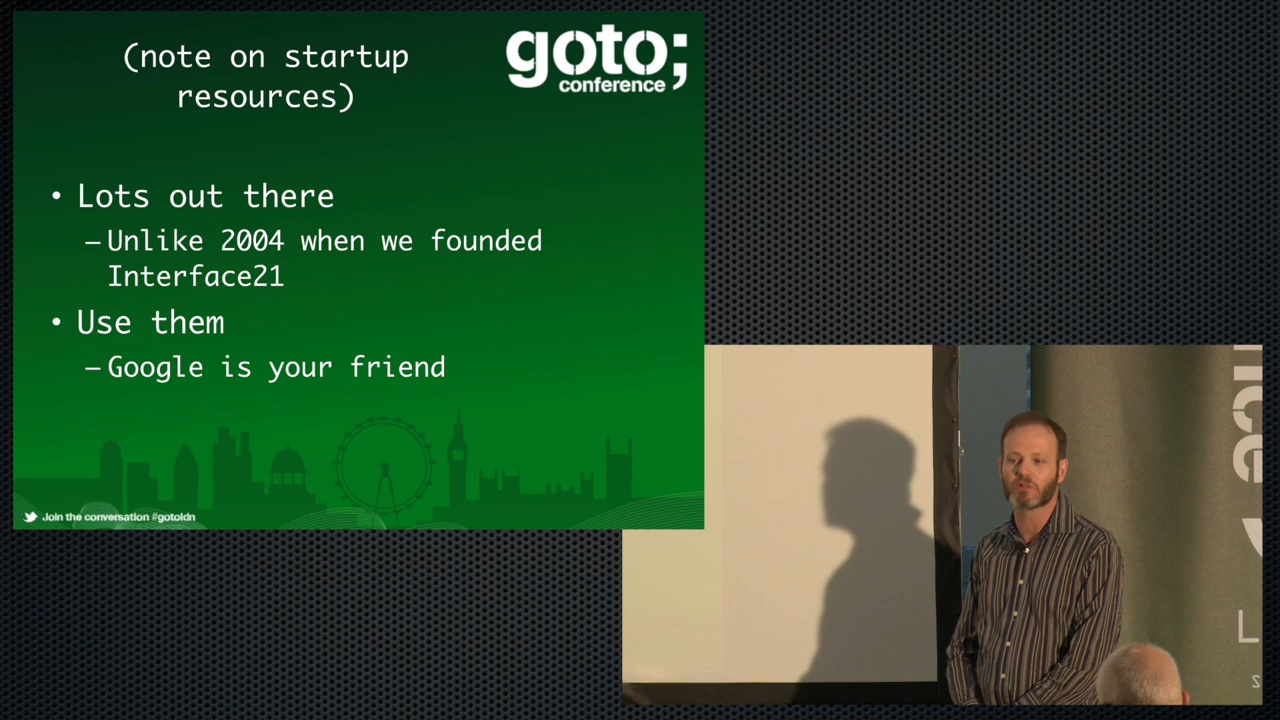 (note on startup
resources)
goto;
conference
• Lots out there
– Unlike 2004 when we founded
Interface21
• Use them
– Google is your friend
Join the conversation #gotoldn
nce
L
s